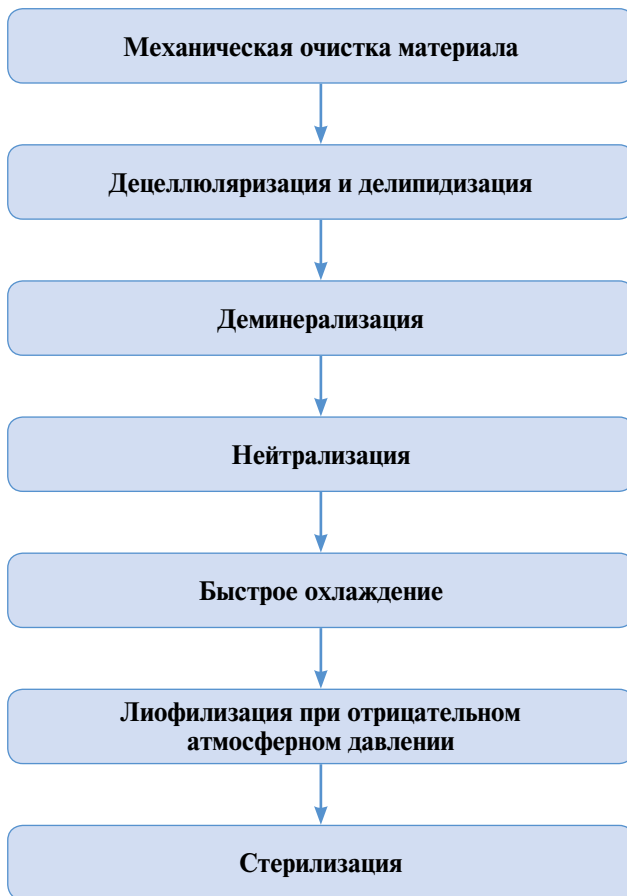 Механическая очистка материала
Децеллюляризация и делипидизация
Деминерализация
Нейтрализация
Быстрое охлаждение
Лиофилизация при отрицательном
атмосферном давлении
Стерилизация